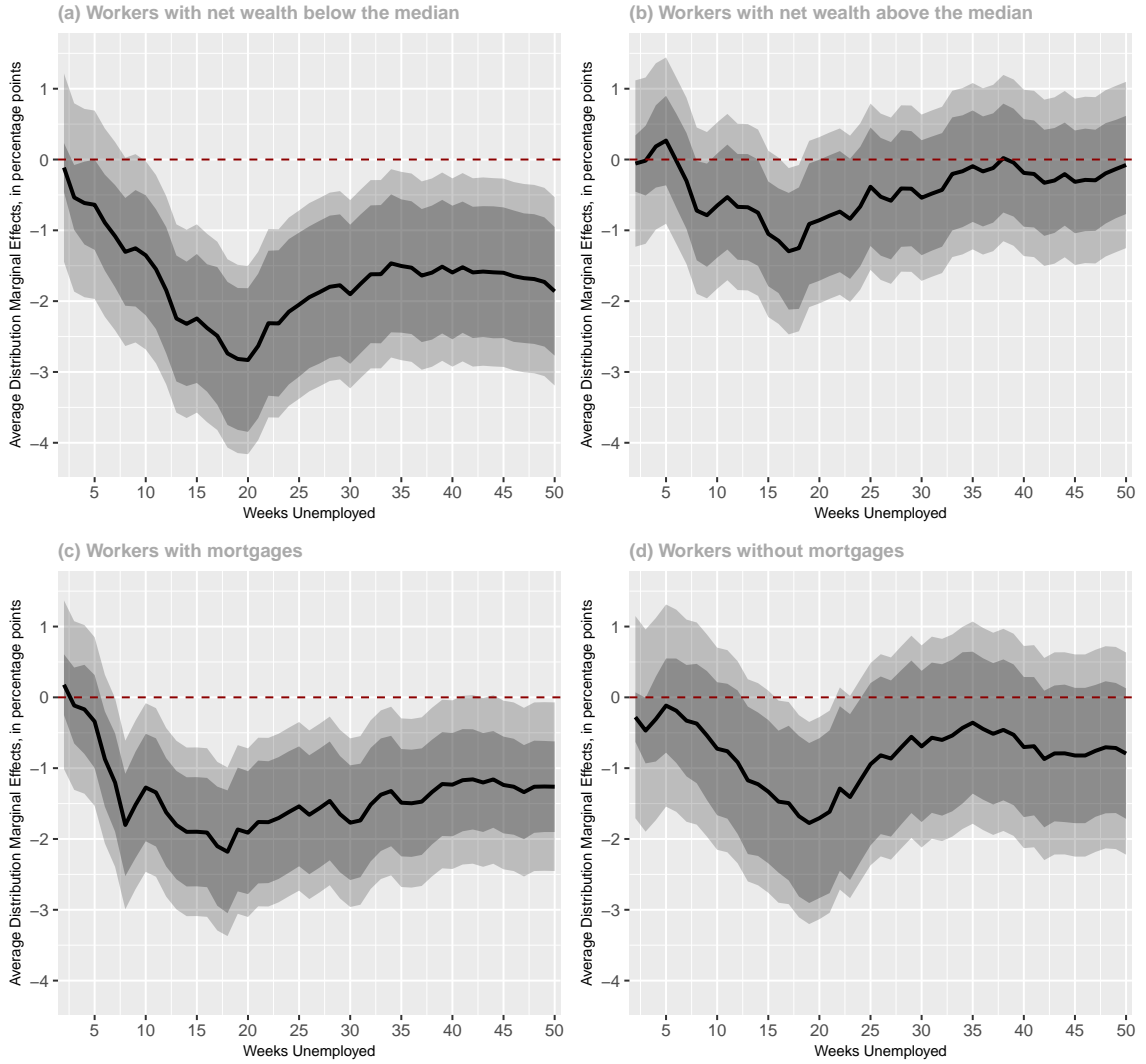 (a) Workers with net wealth below the median
Average Distribution Marginal Effects, in percentage points
1
0
−1
−2
−3
−4
5 10 15 20 25 30 35 40 45 50
Weeks Unemployed
(b) Workers with net wealth above the median
Average Distribution Marginal Effects, in percentage points
1
0
−1
−2
−3
−4
5 10 15 20 25 30 35 40 45 50
Weeks Unemployed
(c) Workers with mortgages
Average Distribution Marginal Effects, in percentage points
1
0
−1
−2
−3
−4
5 10 15 20 25 30 35 40 45 50
Weeks Unemployed
(d) Workers without mortgages
Average Distribution Marginal Effects, in percentage points
1
0
−1
−2
−3
−4
5 10 15 20 25 30 35 40 45 50
Weeks Unemployed